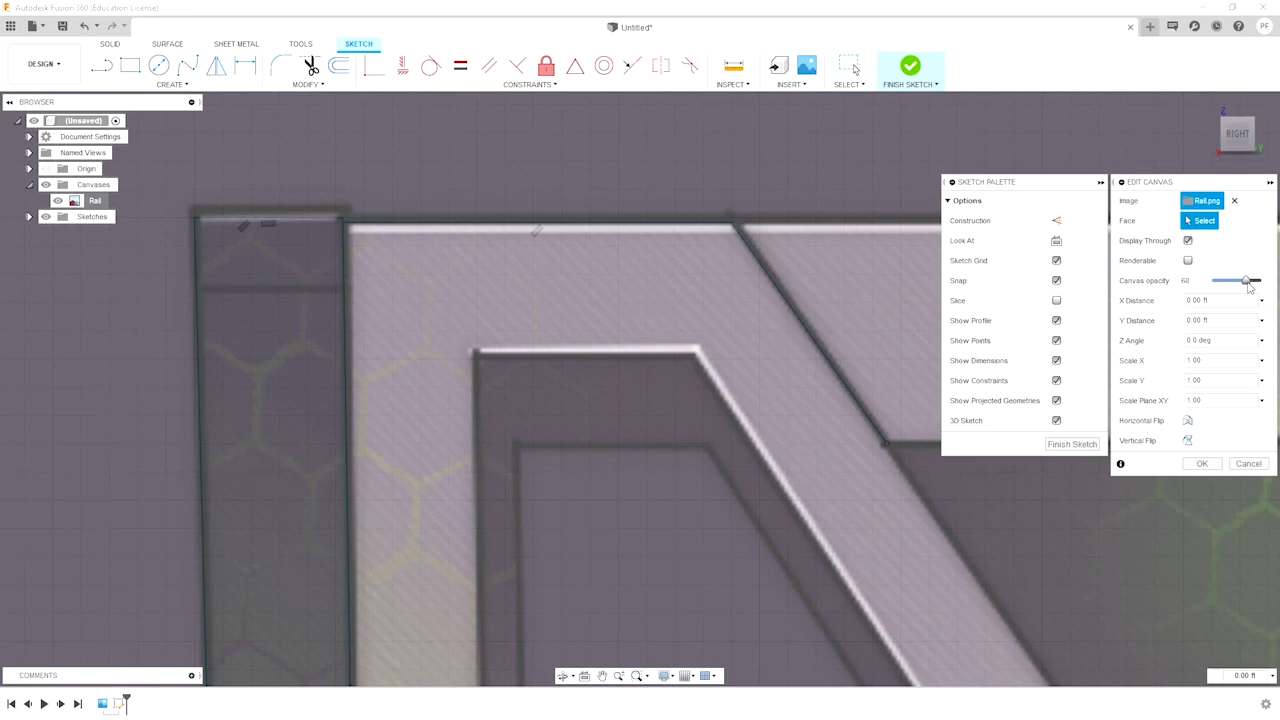 Autodesk Fusion 360 (Education License)
Untitled*
PF
DESIGN
SOLID SURFACE SHEET METAL TOOLS SKETCH
CREATE MODIFY CONSTRAINTS INSPECT INSERT SELECT FINISH SKETCH
BROWSER
(Unsaved)
Document Settings
Named Views
Origin
Canvases
Rail
Sketches
Z
RIGHT
X
Y
SKETCH PALETTE
Options
Construction
Look At
Sketch Grid
Snap
Slice
Show Profile
Show Points
Show Dimensions
Show Constraints
Show Projected Geometries
3D Sketch
Finish Sketch
EDIT CANVAS
Image Rail.png
Face Select
Display Through
Renderable
Canvas opacity 68
X Distance 0.00 ft
Y Distance 0.00 ft
Z Angle 0.0 deg
Scale X 1.00
Scale Y 1.00
Scale Plane XY 1.00
Horizontal Flip
Vertical Flip
OK Cancel
COMMENTS
0.00 ft